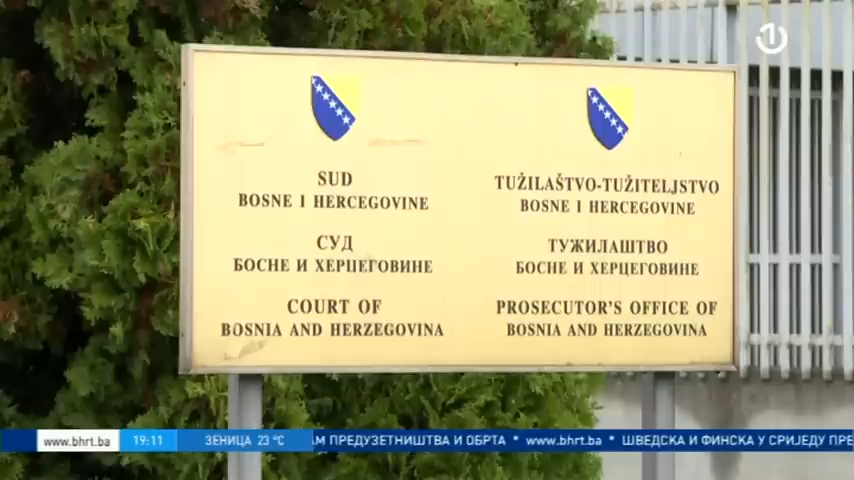 SUD
BOSNE I HERCEGOVINE
СУД
БОСНЕ И ХЕРЦЕГОВИНЕ
COURT OF
BOSNIA AND HERZEGOVINA
TUŽILAŠTVO-TUŽITELJSTVO
BOSNE I HERCEGOVINE
ТУЖИЛАШТВО
БОСНЕ И ХЕРЦЕГОВИНЕ
PROSECUTOR'S OFFICE OF
BOSNIA AND HERZEGOVINA
www.bhrt.ba 19:11 ЗЕНИЦА 23 °C АМ ПРЕДУЗЕТНИШТВА И ОБРТА * www.bhrt.ba * ШВЕДСКА И ФИНСКА У СРИЈЕДУ ПРЕ